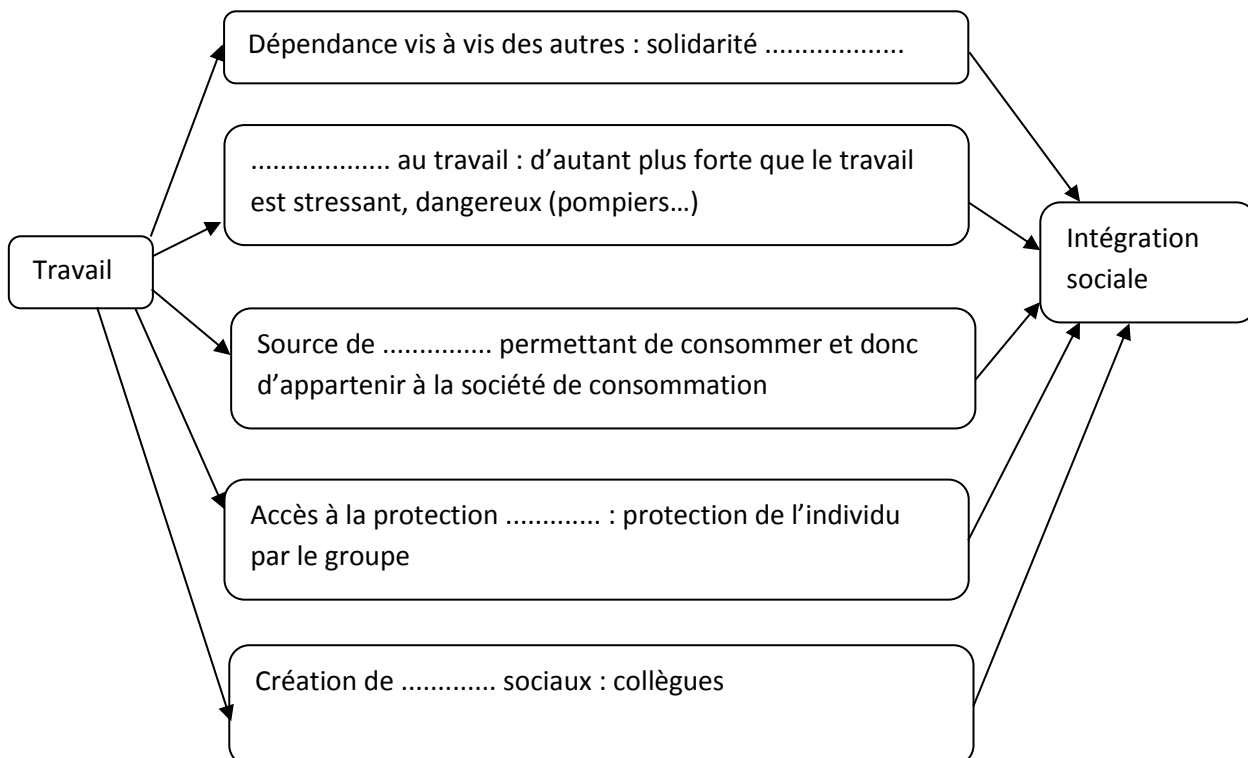 Dépendance vis à vis des autres : solidarité ...................
................... au travail : d’autant plus forte que le travail
est stressant, dangereux (pompiers…)
Travail
Intégration
sociale
Source de ............... permettant de consommer et donc
d’appartenir à la société de consommation
Accès à la protection ............. : protection de l’individu
par le groupe
Création de ............. sociaux : collègues